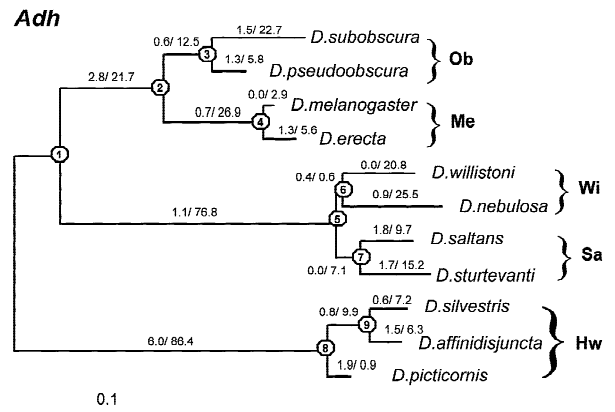 Adh
1.5/ 22.7
D.subobscura
0.6/ 12.5
3
Ob
1.3/ 5.8
D.pseudoobscura
2.8/ 21.7
2
0.0/ 2.9
D.melanogaster
0.7/ 26.9
4
Me
1.3/ 5.6
D.erecta
1
0.0/ 20.8
D.willistoni
0.4/ 0.6
6
Wi
0.9/ 25.5
D.nebulosa
1.1/ 76.8
5
1.8/ 9.7
D.saltans
7
Sa
0.0/ 7.1
1.7/ 15.2
D.sturtevanti
0.6/ 7.2
D.silvestris
0.8/ 9.9
9
1.5/ 6.3
D.affinidisjuncta
Hw
6.0/ 86.4
8
1.9/ 0.9
D.picticornis
0.1